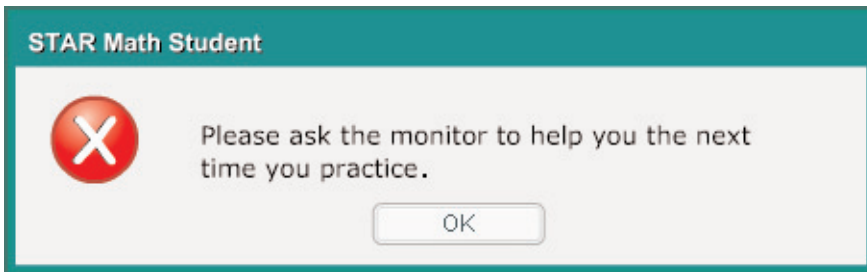 STAR Math Student
Please ask the monitor to help you the next
time you practice.
OK